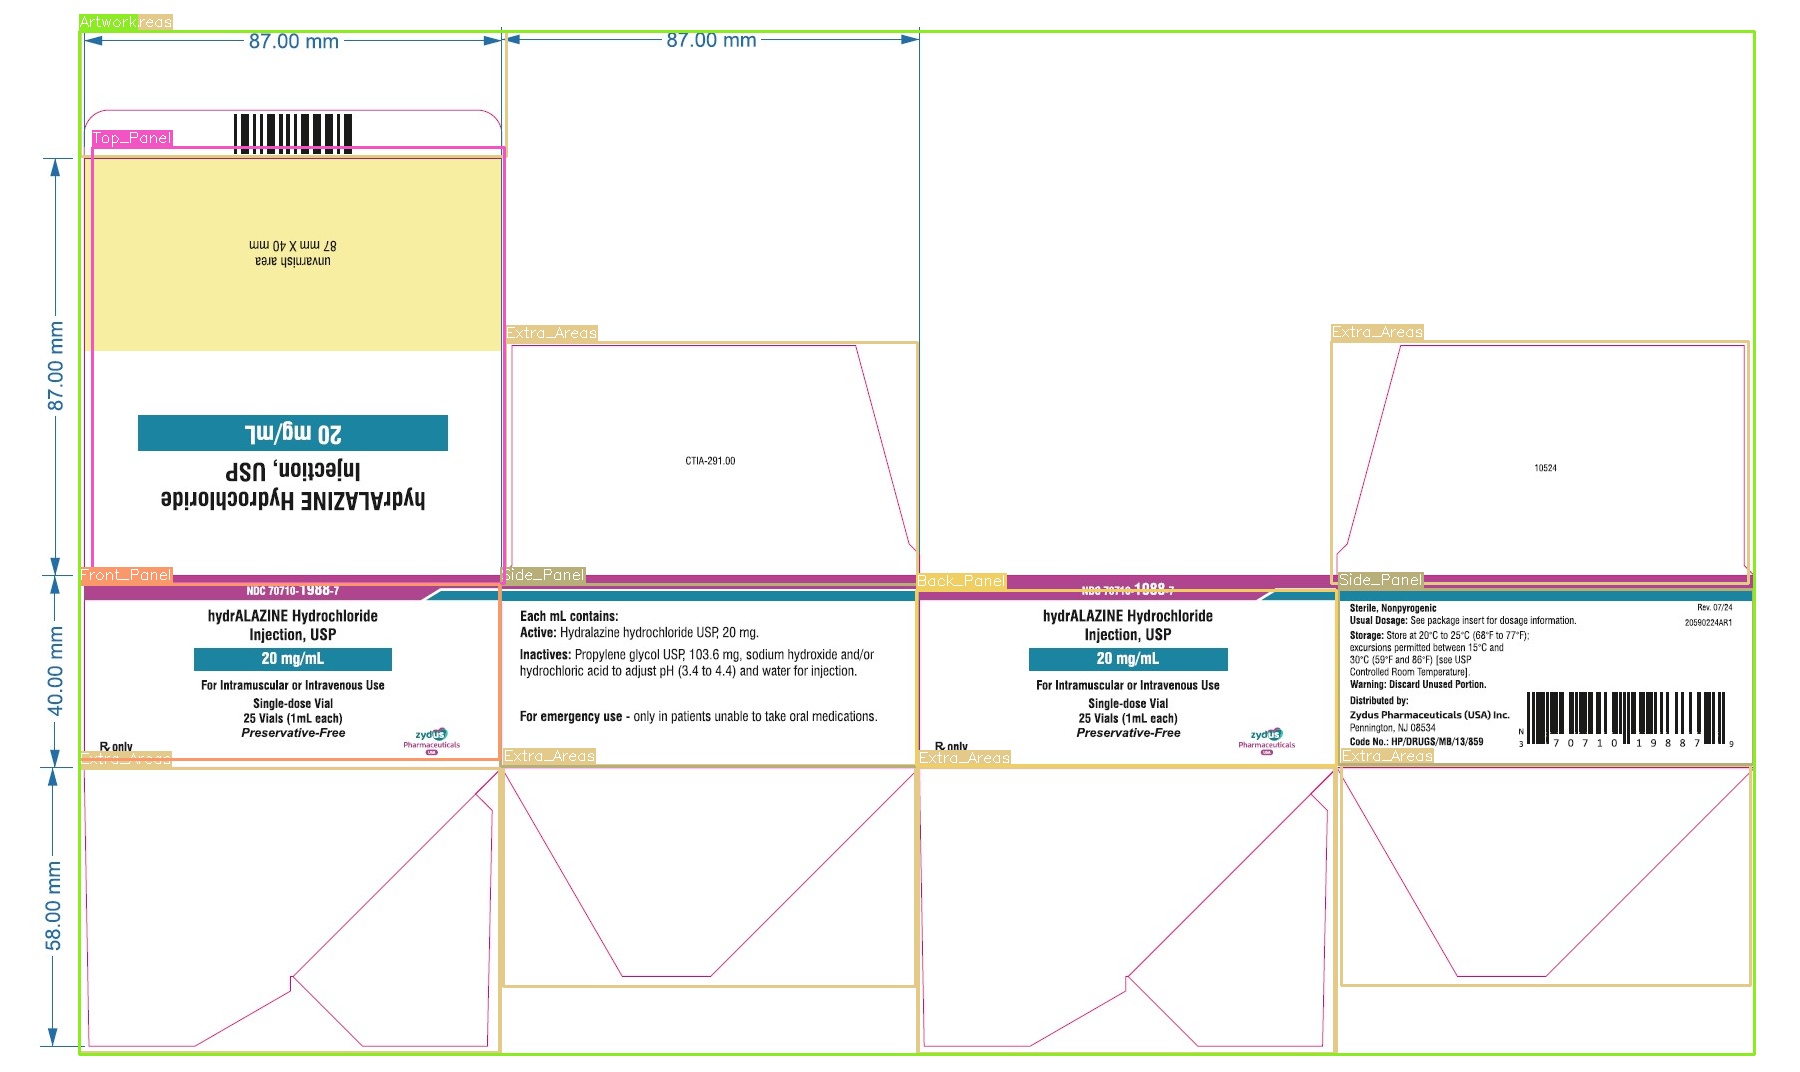 Artwork
reas
87.00 mm
87.00 mm
Top_Panel
87 mm X 40 mm
unvarnish area
87.00 mm
20 mg/mL
Injection, USP
hydrALAZINE Hydrochloride
Extra_Areas
CTIA-291.00
Extra_Areas
10524
Front_Panel
NDC 70710-1988-7
hydrALAZINE Hydrochloride
Injection, USP
20 mg/mL
For Intramuscular or Intravenous Use
Single-dose Vial
25 Vials (1mL each)
Preservative-Free
Rx only
zydus
Pharmaceuticals
40.00 mm
Side_Panel
Each mL contains:
Active: Hydralazine hydrochloride USP, 20 mg.
Inactives: Propylene glycol USP, 103.6 mg, sodium hydroxide and/or
hydrochloric acid to adjust pH (3.4 to 4.4) and water for injection.
For emergency use - only in patients unable to take oral medications.
Back_Panel
NDC 70710-1988-7
hydrALAZINE Hydrochloride
Injection, USP
20 mg/mL
For Intramuscular or Intravenous Use
Single-dose Vial
25 Vials (1mL each)
Preservative-Free
Rx only
zydus
Pharmaceuticals
Side_Panel
Sterile, Nonpyrogenic
Rev. 07/24
Usual Dosage: See package insert for dosage information.
20590224AR1
Storage: Store at 20°C to 25°C (68°F to 77°F);
excursions permitted between 15°C and
30°C (59°F and 86°F) [see USP
Controlled Room Temperature].
Warning: Discard Unused Portion.
Distributed by:
Zydus Pharmaceuticals (USA) Inc.
Pennington, NJ 08534
Code No.: HP/DRUGS/MB/13/859
N
3 70710 19887 9
Extra_Areas
Extra_Areas
Extra_Areas
Extra_Areas
58.00 mm